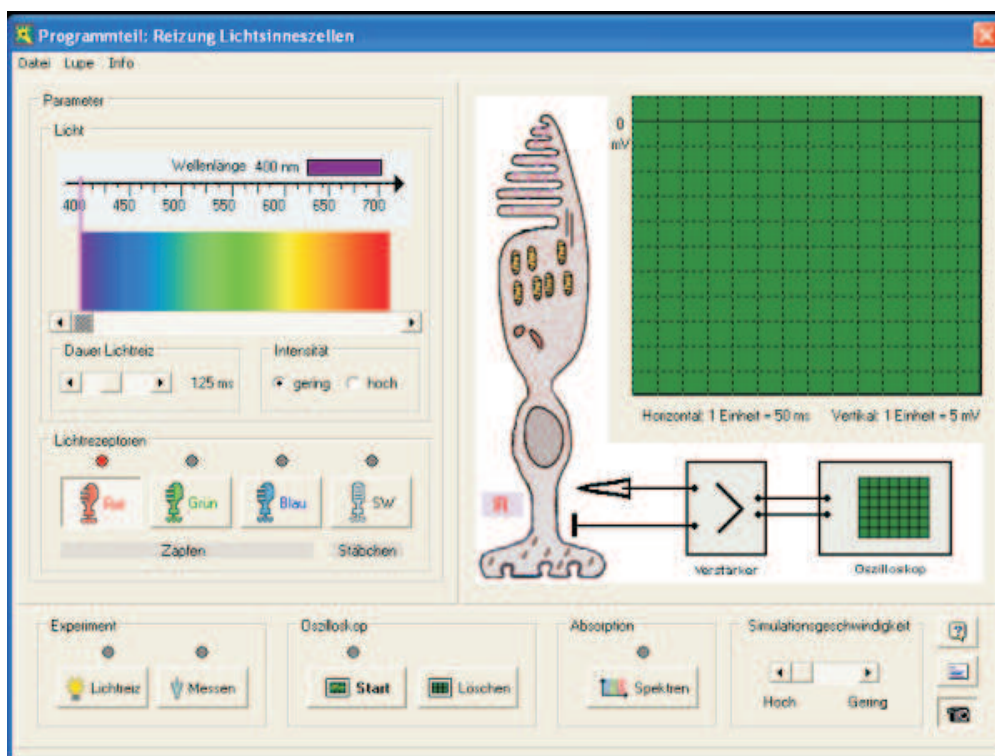 Programmteil: Reizung Lichtsinneszellen
Datei Lupe Info
Parameter
Licht
Wellenlänge 400 nm
400 450 500 550 600 650 700
Dauer Lichtreiz
125 ms
Intensität
gering hoch
Lichtrezeptoren
Rot Grün Blau SW
Zapfen Stäbchen
0
mV
Horizontal: 1 Einheit = 50 ms Vertikal: 1 Einheit = 5 mV
R
Verstärker Oszilloskop
Experiment
Lichtreiz Messen
Oszilloskop
Start Löschen
Absorption
Spektren
Simulationsgeschwindigkeit
Hoch Gering